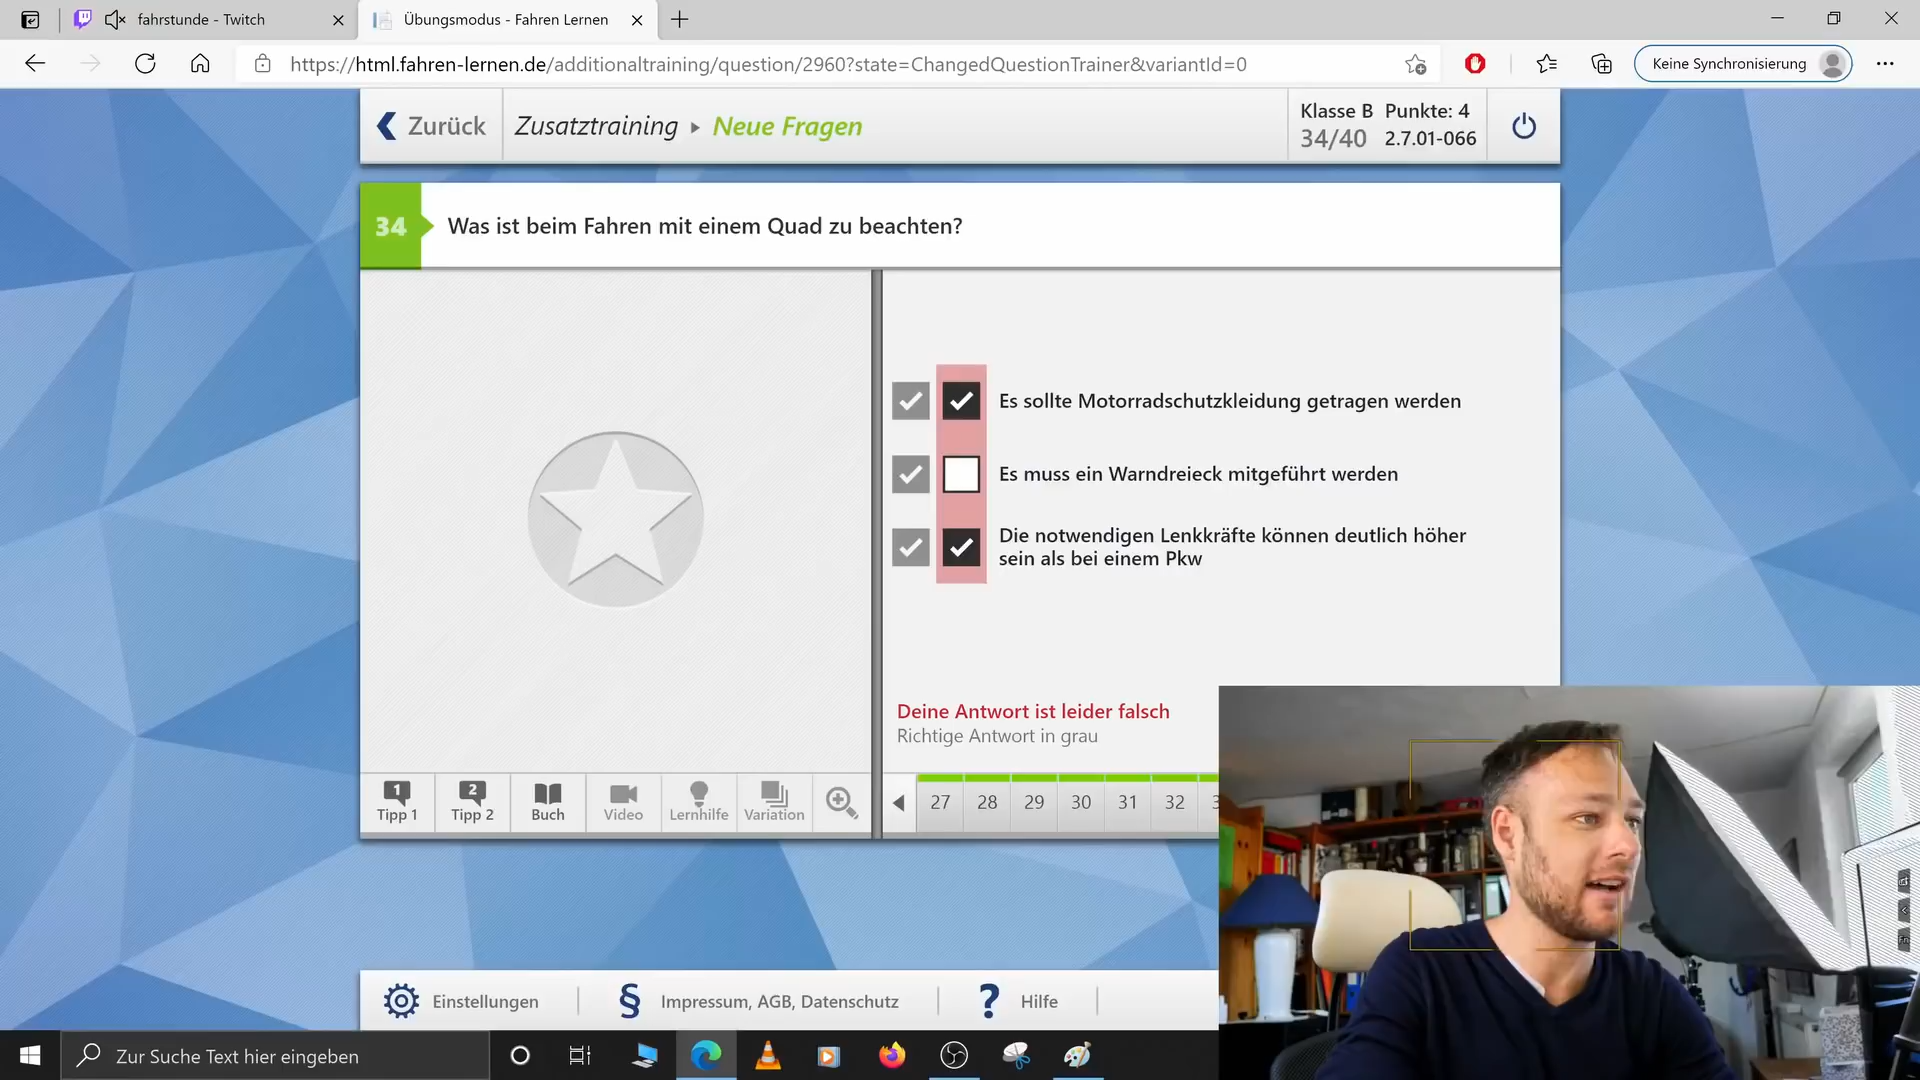 fahrstunde - Twitch
Übungsmodus - Fahren Lernen
https://html.fahren-lernen.de/additionaltraining/question/2960?state=ChangedQuestionTrainer&variantId=0
Keine Synchronisierung
Zurück
Zusatztraining ▸ Neue Fragen
Klasse B Punkte: 4
34/40 2.7.01-066
34
Was ist beim Fahren mit einem Quad zu beachten?
Es sollte Motorradschutzkleidung getragen werden
Es muss ein Warndreieck mitgeführt werden
Die notwendigen Lenkkräfte können deutlich höher
sein als bei einem Pkw
Deine Antwort ist leider falsch
Richtige Antwort in grau
1
Tipp 1
2
Tipp 2
Buch
Video
Lernhilfe
Variation
27 28 29 30 31 32
Einstellungen
§ Impressum, AGB, Datenschutz
? Hilfe
Zur Suche Text hier eingeben